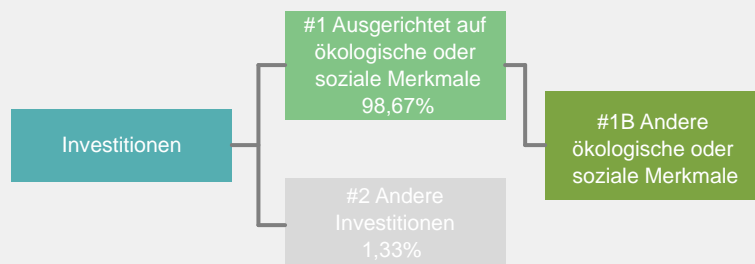 Investitionen
#1 Ausgerichtet auf
ökologische oder
soziale Merkmale
98,67%
#2 Andere
Investitionen
1,33%
#1B Andere
ökologische oder
soziale Merkmale